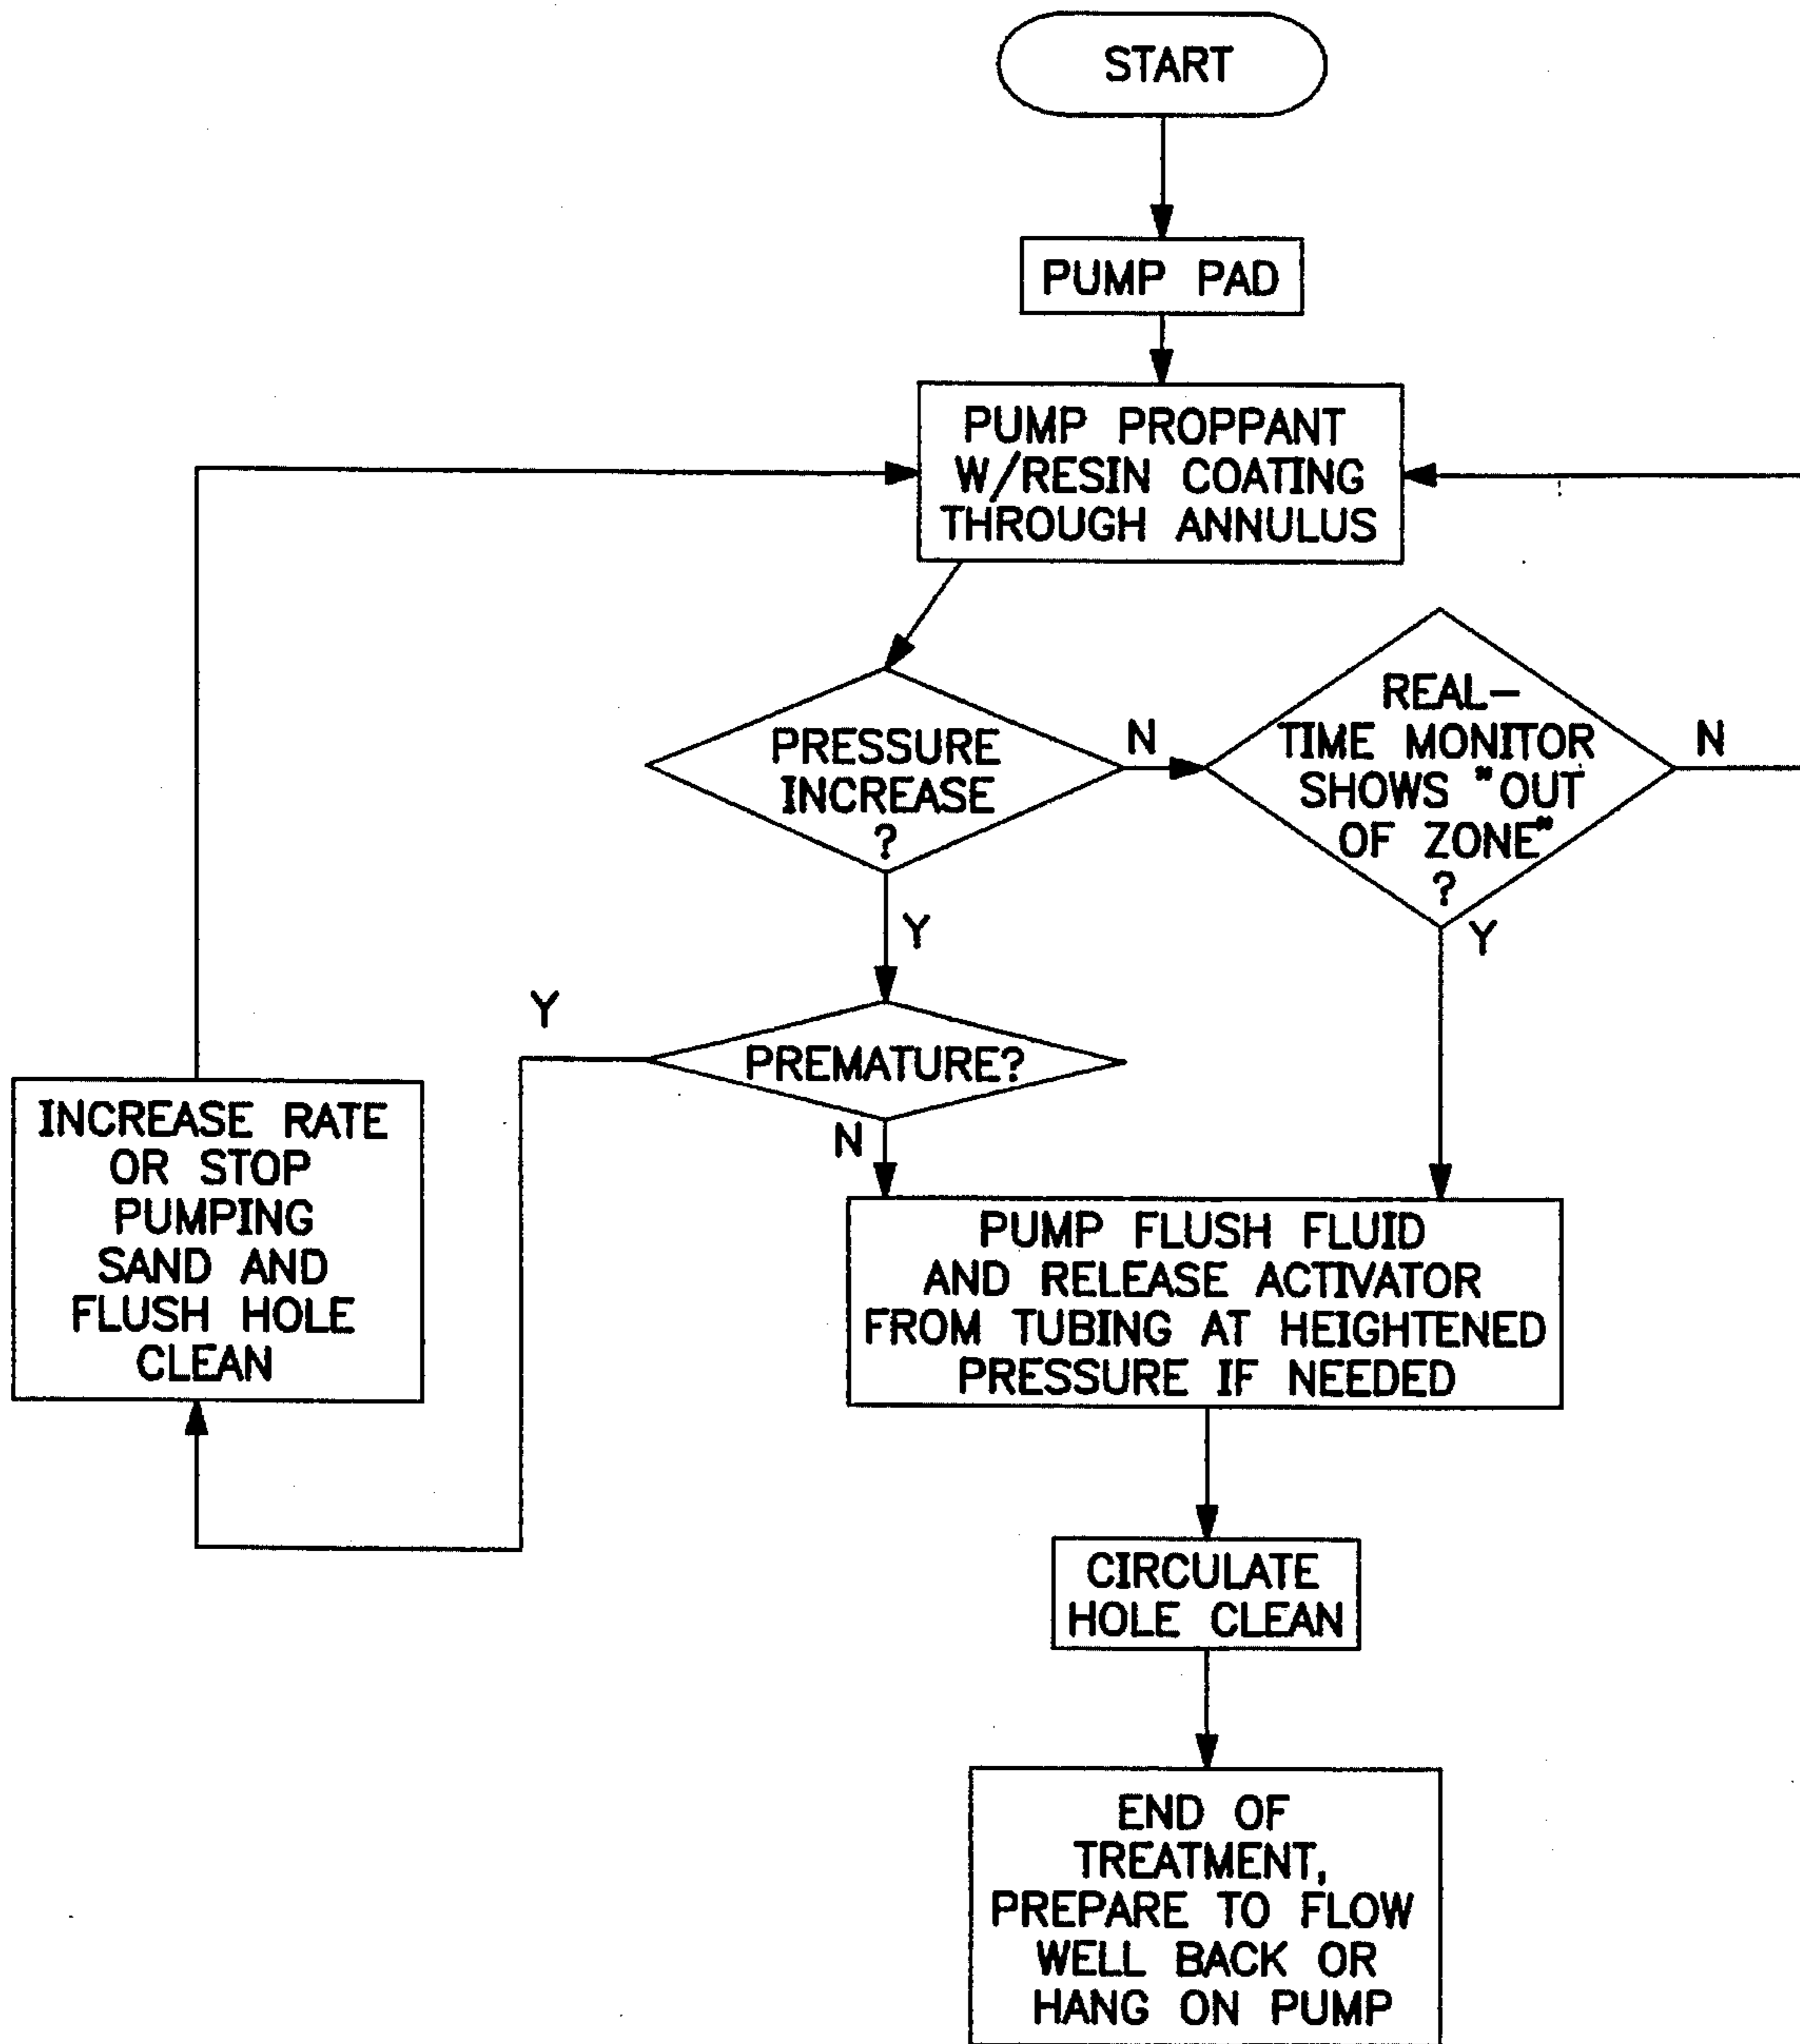 START
PUMP PAD
PUMP PROPPANT
W/RESIN COATING
THROUGH ANNULUS
PRESSURE
INCREASE
?
N
REAL-
TIME MONITOR
SHOWS "OUT
OF ZONE"
?
N
Y
Y
Y
PREMATURE?
N
INCREASE RATE
OR STOP
PUMPING
SAND AND
FLUSH HOLE
CLEAN
PUMP FLUSH FLUID
AND RELEASE ACTIVATOR
FROM TUBING AT HEIGHTENED
PRESSURE IF NEEDED
CIRCULATE
HOLE CLEAN
END OF
TREATMENT,
PREPARE TO FLOW
WELL BACK OR
HANG ON PUMP